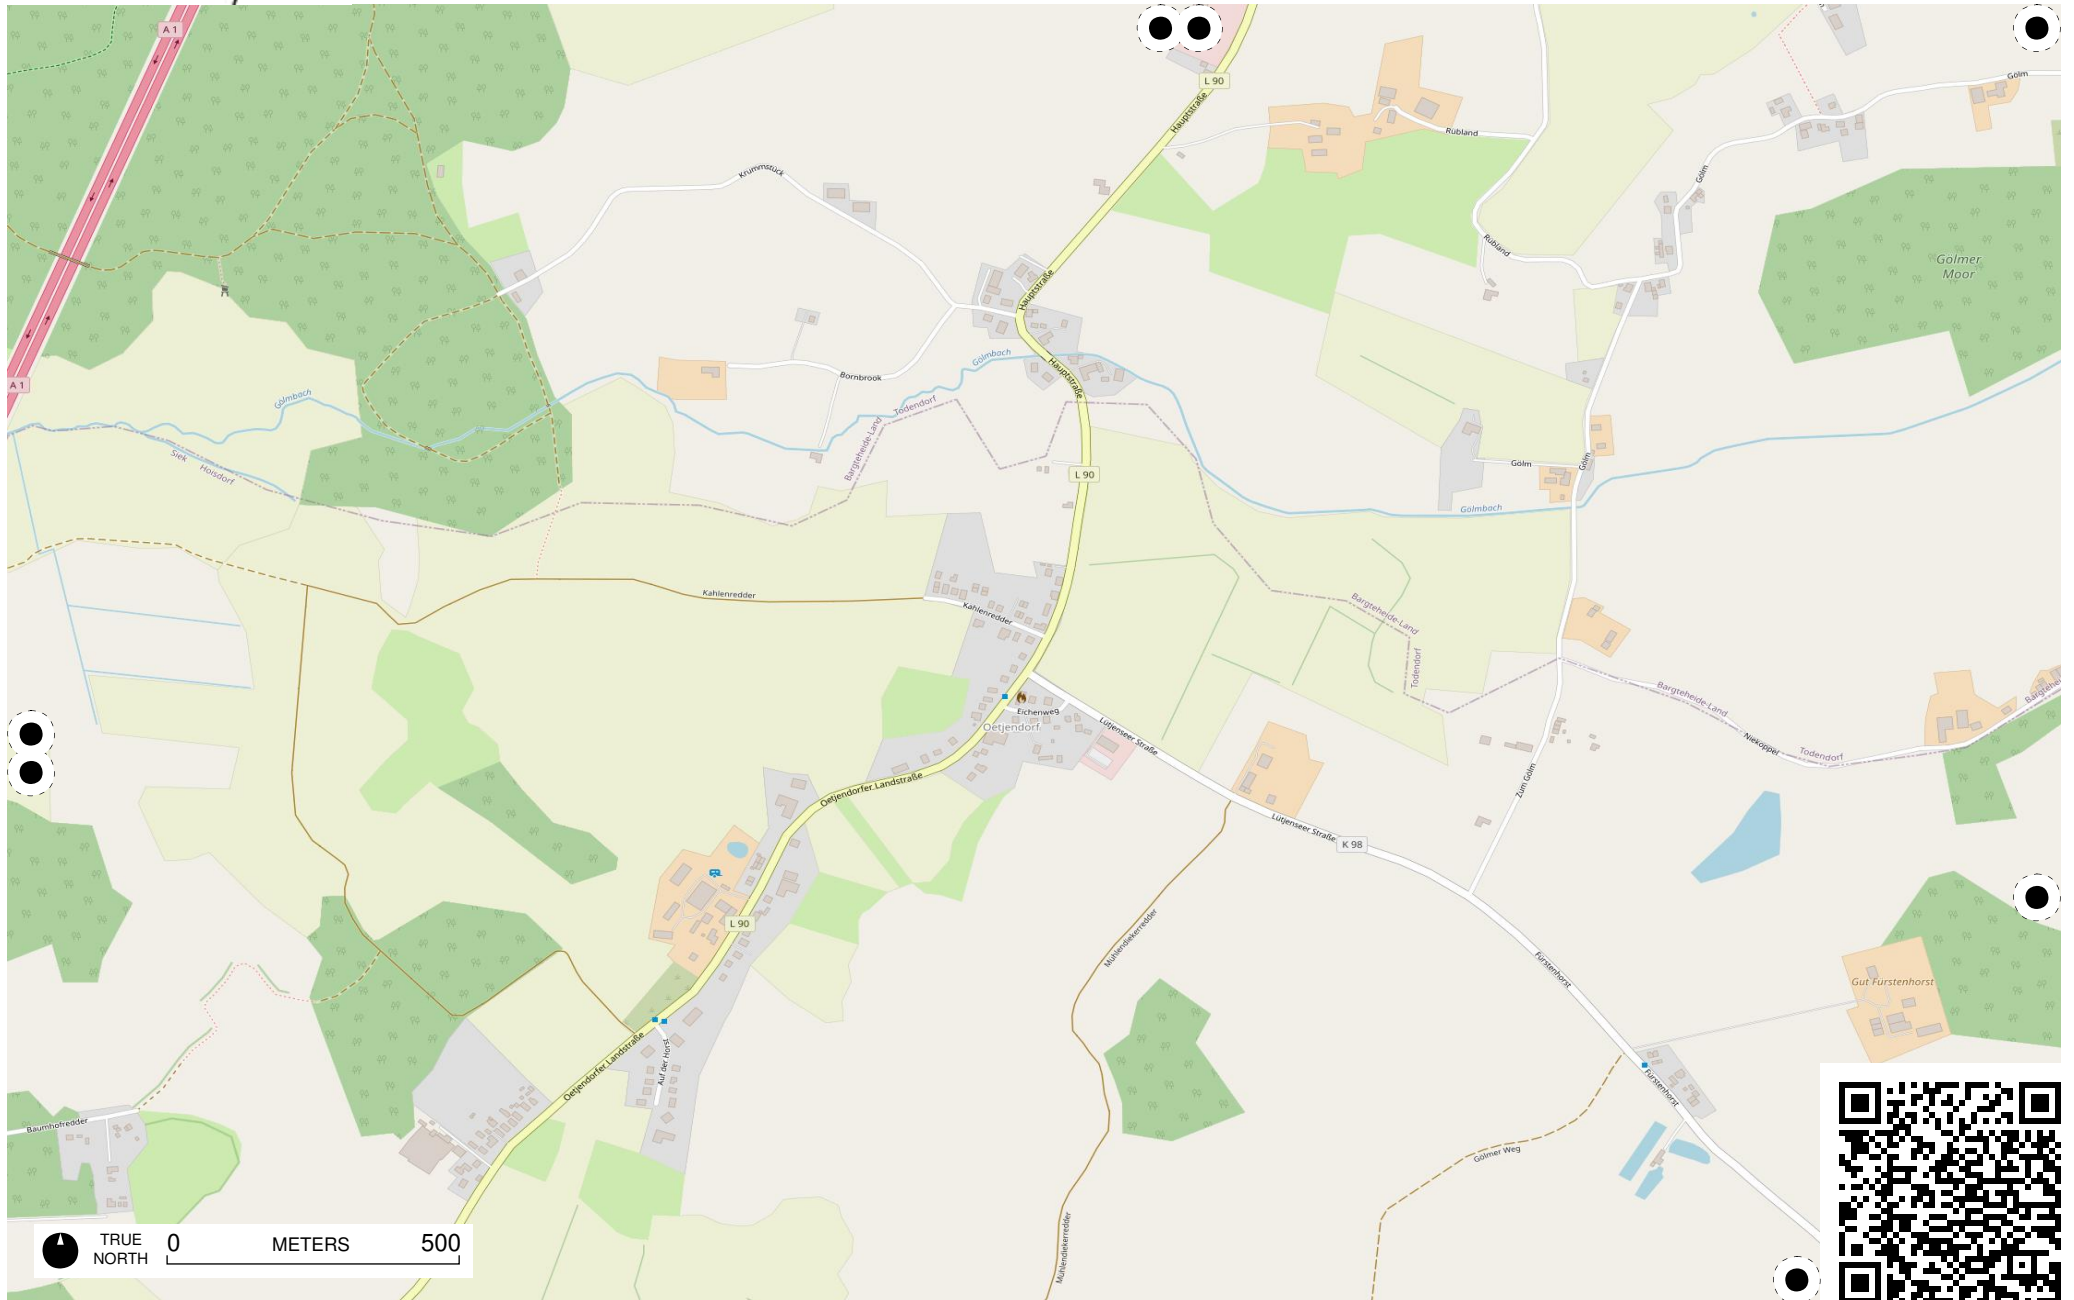 A 1
L 90
Hauptstraße
Rübland
Gölm
Krummstück
Gölm
Rübland
Golmer
Moor
Hauptstraße
Gölmbach
Hauptstraße
Bornbrook
A 1
Gölmbach
Todendorf
Bargteheide-Land
Siek
Hoisdorf
L 90
Gölm
Gölm
Gölmbach
Kahlenredder
Kahlenredder
Bargteheide-Land
Todendorf
Eichenweg
Oetjendorf
Lütjenseer Straße
Bargteheide-Land
Niekoppel
Todendorf
Zum Gölm
Oetjendorfer Landstraße
Lütjenseer Straße
K 98
L 90
Mühlendiekerredder
Fürstenhorst
Gut Fürstenhorst
Auf der Horst
Oetjendorfer Landstraße
Fürstenhorst
Baumhofredder
Gölmer Weg
Mühlendiekerredder
TRUE
NORTH
0 METERS 500